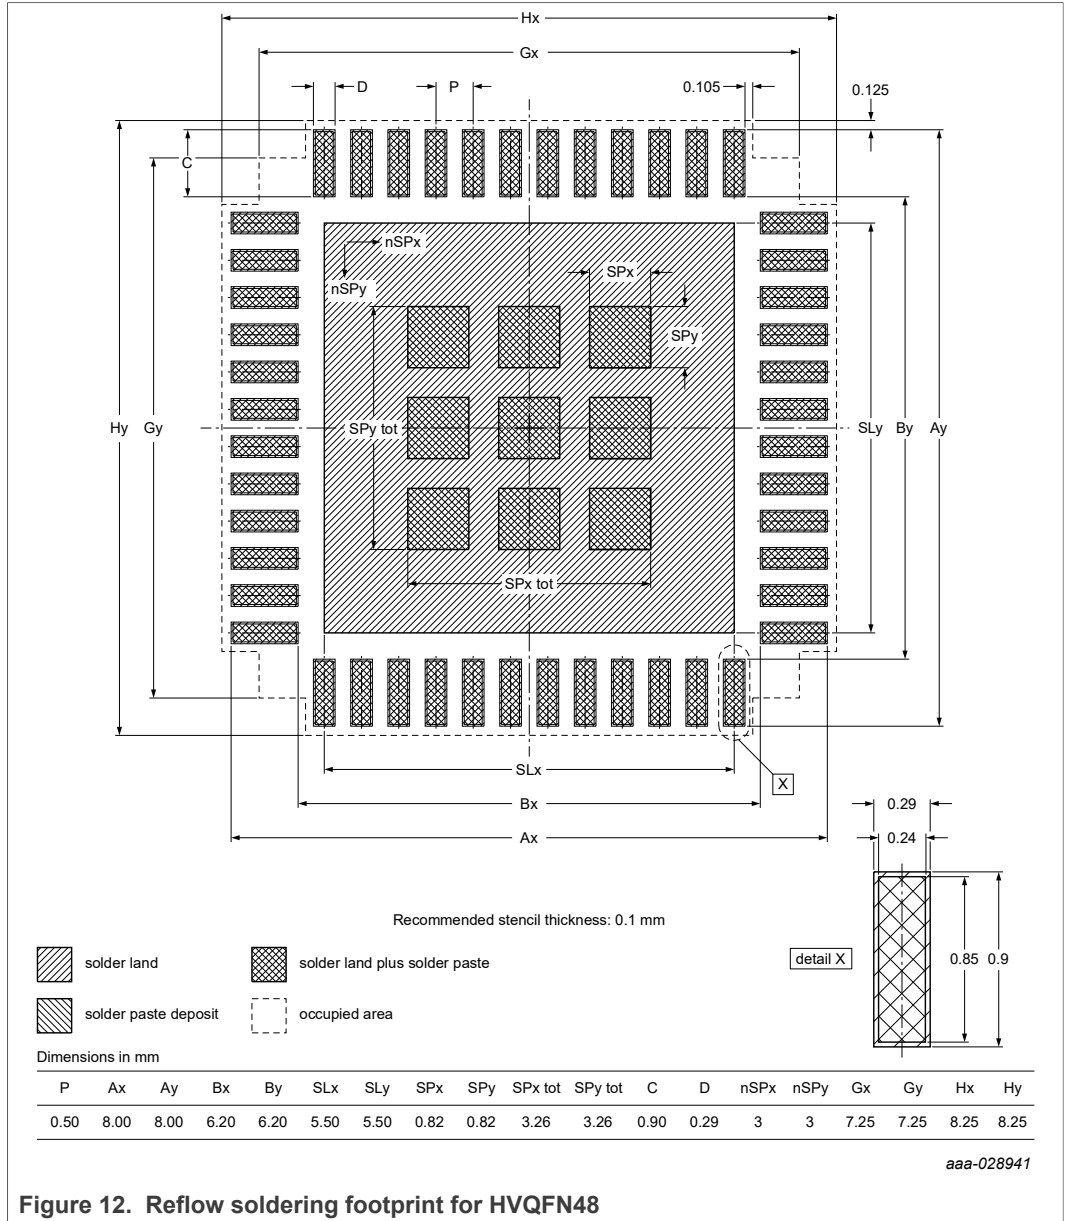 Hx
Gx
D
P
0.105
0.125
C
nSPx
nSPy
SPx
SPy
Hy
Gy
SPy tot
SLy
By
Ay
SPx tot
SLx
X
Bx
0.29
Ax
0.24
Recommended stencil thickness: 0.1 mm
solder land
solder land plus solder paste
detail X
0.85
0.9
solder paste deposit
occupied area
Dimensions in mm
P Ax Ay Bx By SLx SLy SPx SPy SPx tot SPy tot C D nSPx nSPy Gx Gy Hx Hy
0.50 8.00 8.00 6.20 6.20 5.50 5.50 0.82 0.82 3.26 3.26 0.90 0.29 3 3 7.25 7.25 8.25 8.25
aaa-028941
Figure 12. Reflow soldering footprint for HVQFN48